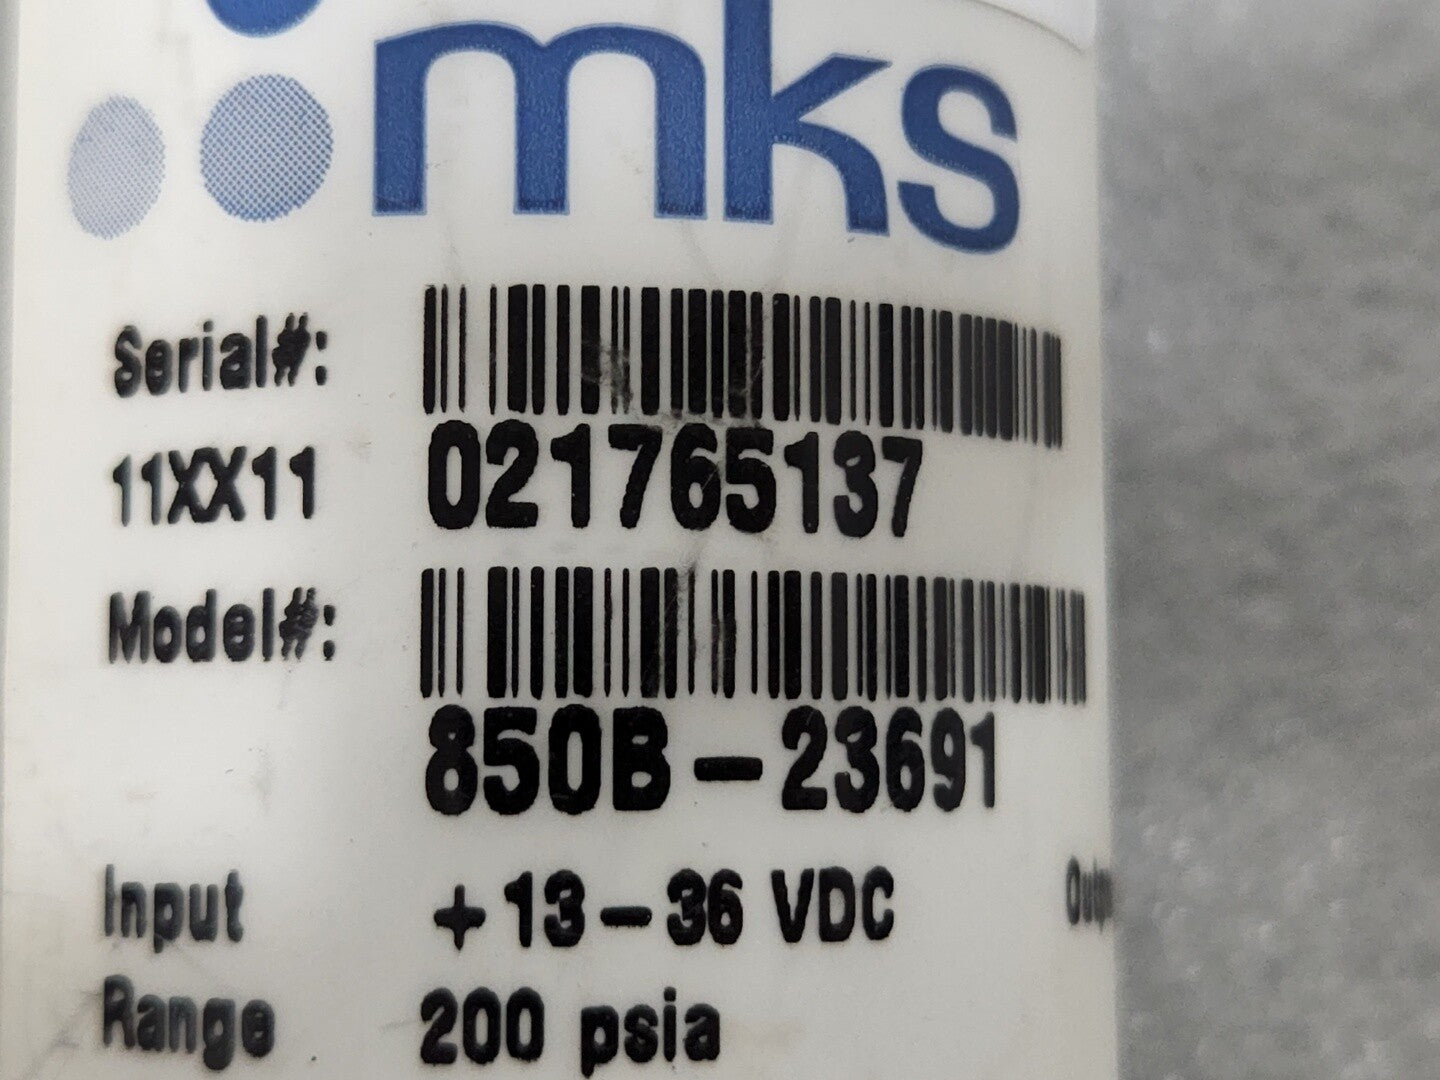 mks
Serial#:
11XX11 021765137
Model#:
850B-23691
Input +13-36 VDC
Range 200 psia